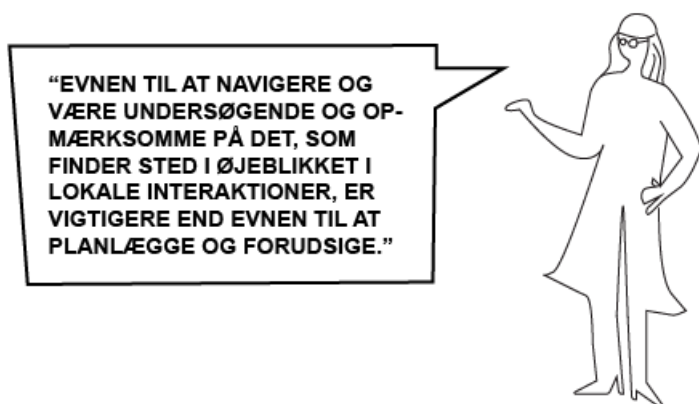 “EVNEN TIL AT NAVIGERE OG
VÆRE UNDERSØGENDE OG OP-
MÆRKSOMME PÅ DET, SOM
FINDER STED I ØJEBLIKKET I
LOKALE INTERAKTIONER, ER
VIGTIGERE END EVNEN TIL AT
PLANLÆGGE OG FORUDSIGE.”